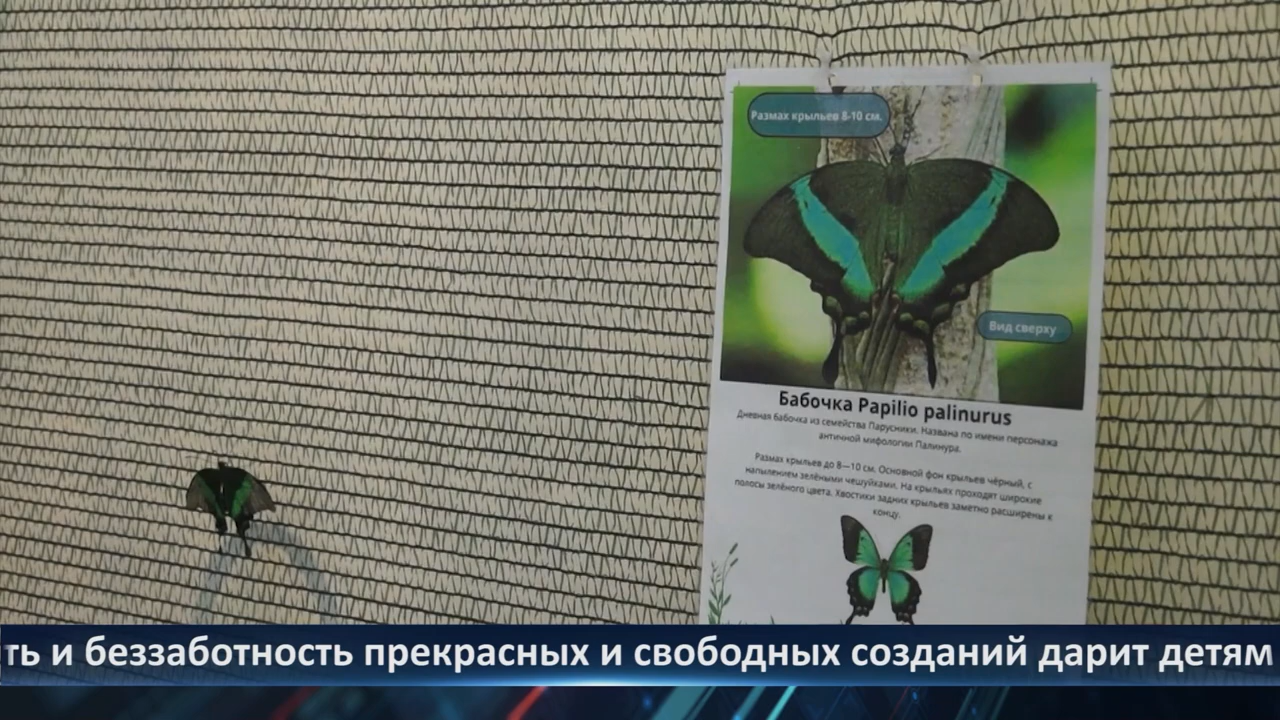 Размах крыльев 8-10 см.
Вид сверху
Бабочка Papilio palinurus
Дневная бабочка из семейства Парусники. Названа по имени персонажа
античной мифологии Палинура.
Размах крыльев до 8—10 см. Основной фон крыльев чёрный, с
напылением зелёными чешуйками. На крыльях проходят широкие
полосы зелёного цвета. Хвостики задних крыльев заметно расширены к
концу.
ть и беззаботность прекрасных и свободных созданий дарит детям